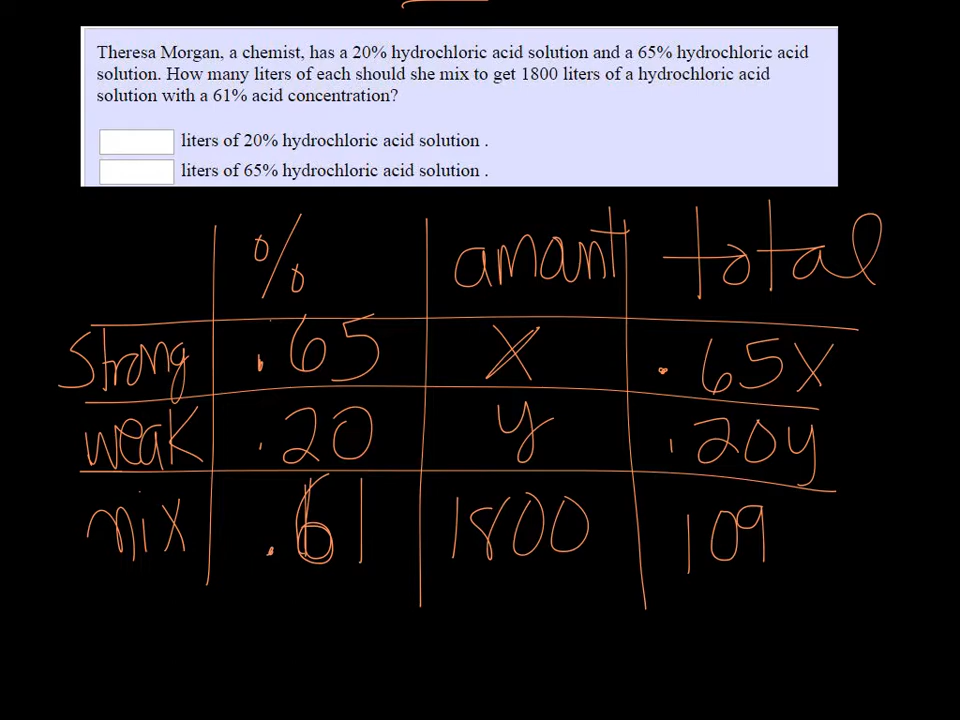 Theresa Morgan, a chemist, has a 20% hydrochloric acid solution and a 65% hydrochloric acid
solution. How many liters of each should she mix to get 1800 liters of a hydrochloric acid
solution with a 61% acid concentration?
liters of 20% hydrochloric acid solution .
liters of 65% hydrochloric acid solution .
% amant total
Strong .65 X .65X
weak .20 y .20y
mix .61 1800 109